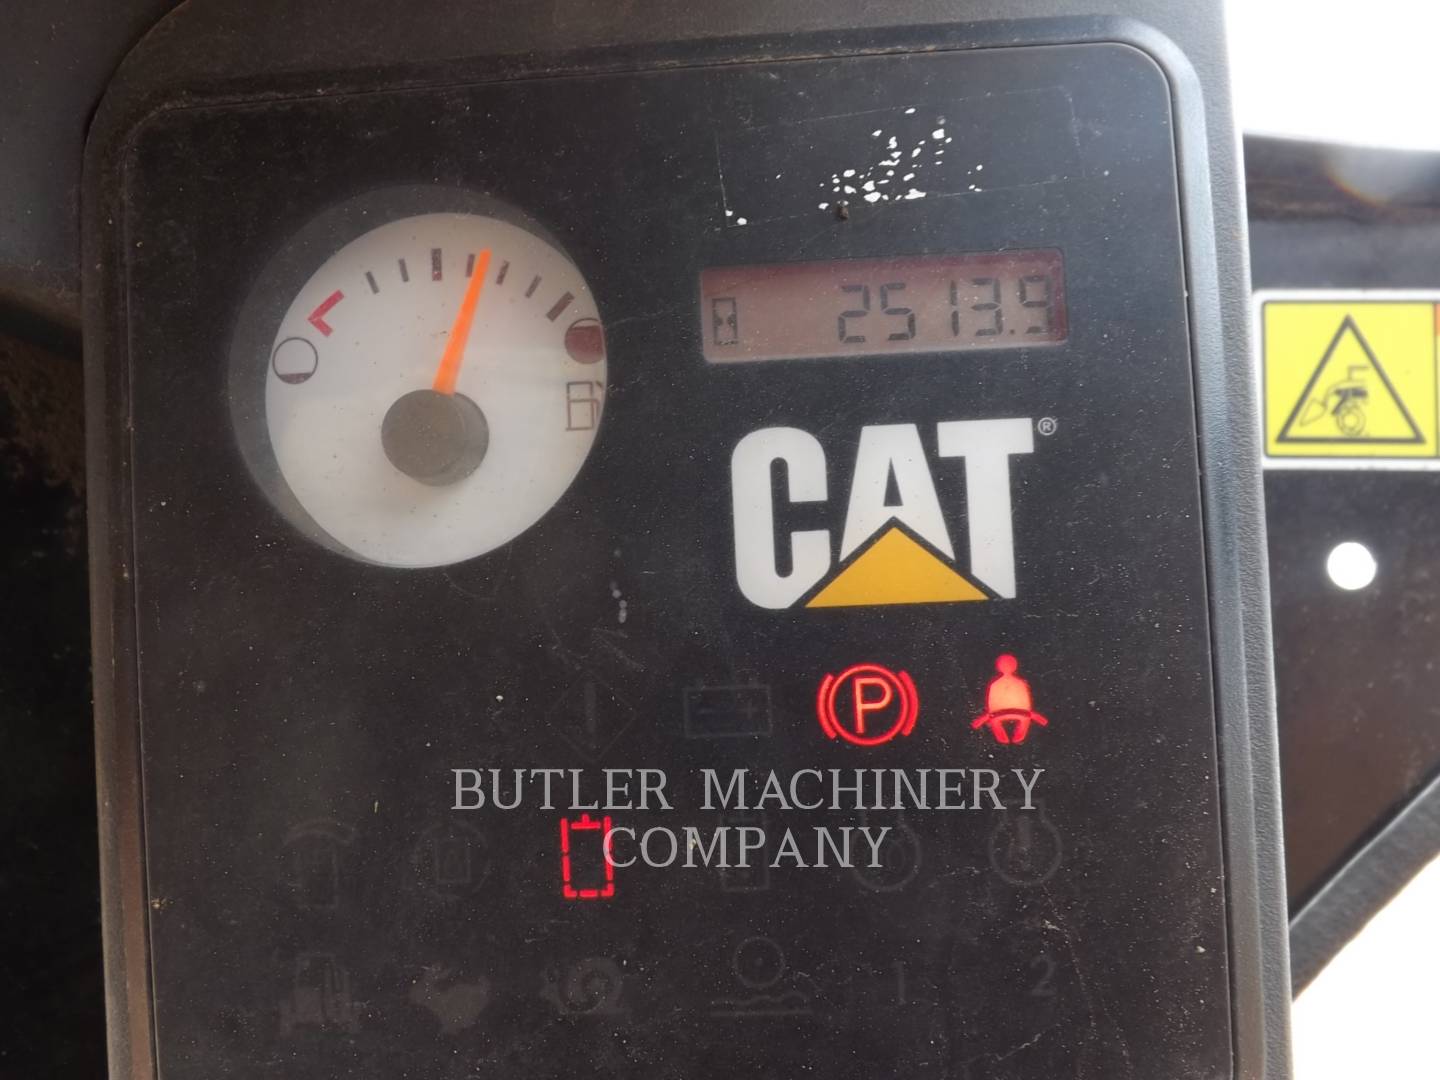 2513.9
CAT®
P
BUTLER MACHINERY
COMPANY
1
2